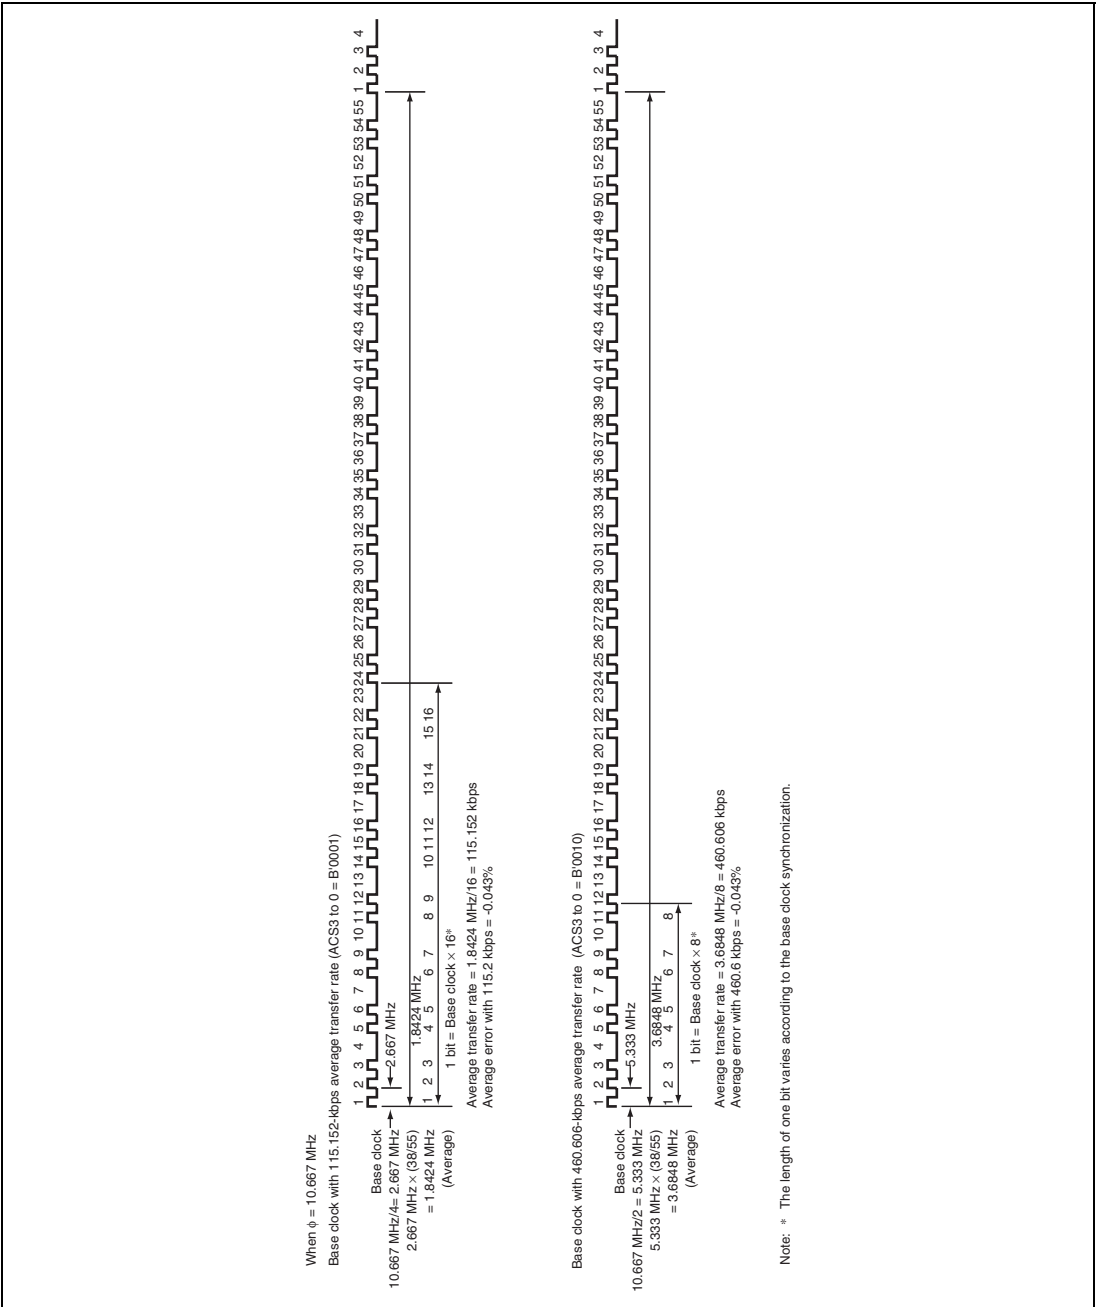 When ϕ = 10.667 MHz
Base clock with 115.152-kbps average transfer rate (ACS3 to 0 = B'0001)
1 2 3 4 5 6 7 8 9 10 11 12 13 14 15 16 17 18 19 20 21 22 23 24 25 26 27 28 29 30 31 32 33 34 35 36 37 38 39 40 41 42 43 44 45 46 47 48 49 50 51 52 53 54 55 1 2 3 4
Base clock
10.667 MHz/4= 2.667 MHz
2.667 MHz
2.667 MHz × (38/55)
= 1.8424 MHz
(Average)
1.8424 MHz
1 2 3 4 5 6 7 8 9 10 11 12 13 14 15 16
1 bit = Base clock × 16*
Average transfer rate = 1.8424 MHz/16 = 115.152 kbps
Average error with 115.2 kbps = -0.043%
Base clock with 460.606-kbps average transfer rate (ACS3 to 0 = B'0010)
1 2 3 4 5 6 7 8 9 10 11 12 13 14 15 16 17 18 19 20 21 22 23 24 25 26 27 28 29 30 31 32 33 34 35 36 37 38 39 40 41 42 43 44 45 46 47 48 49 50 51 52 53 54 55 1 2 3 4
Base clock
10.667 MHz/2 = 5.333 MHz
5.333 MHz
5.333 MHz × (38/55)
= 3.6848 MHz
(Average)
3.6848 MHz
1 2 3 4 5 6 7 8
1 bit = Base clock × 8*
Average transfer rate = 3.6848 MHz/8 = 460.606 kbps
Average error with 460.6 kbps = -0.043%
Note: * The length of one bit varies according to the base clock synchronization.